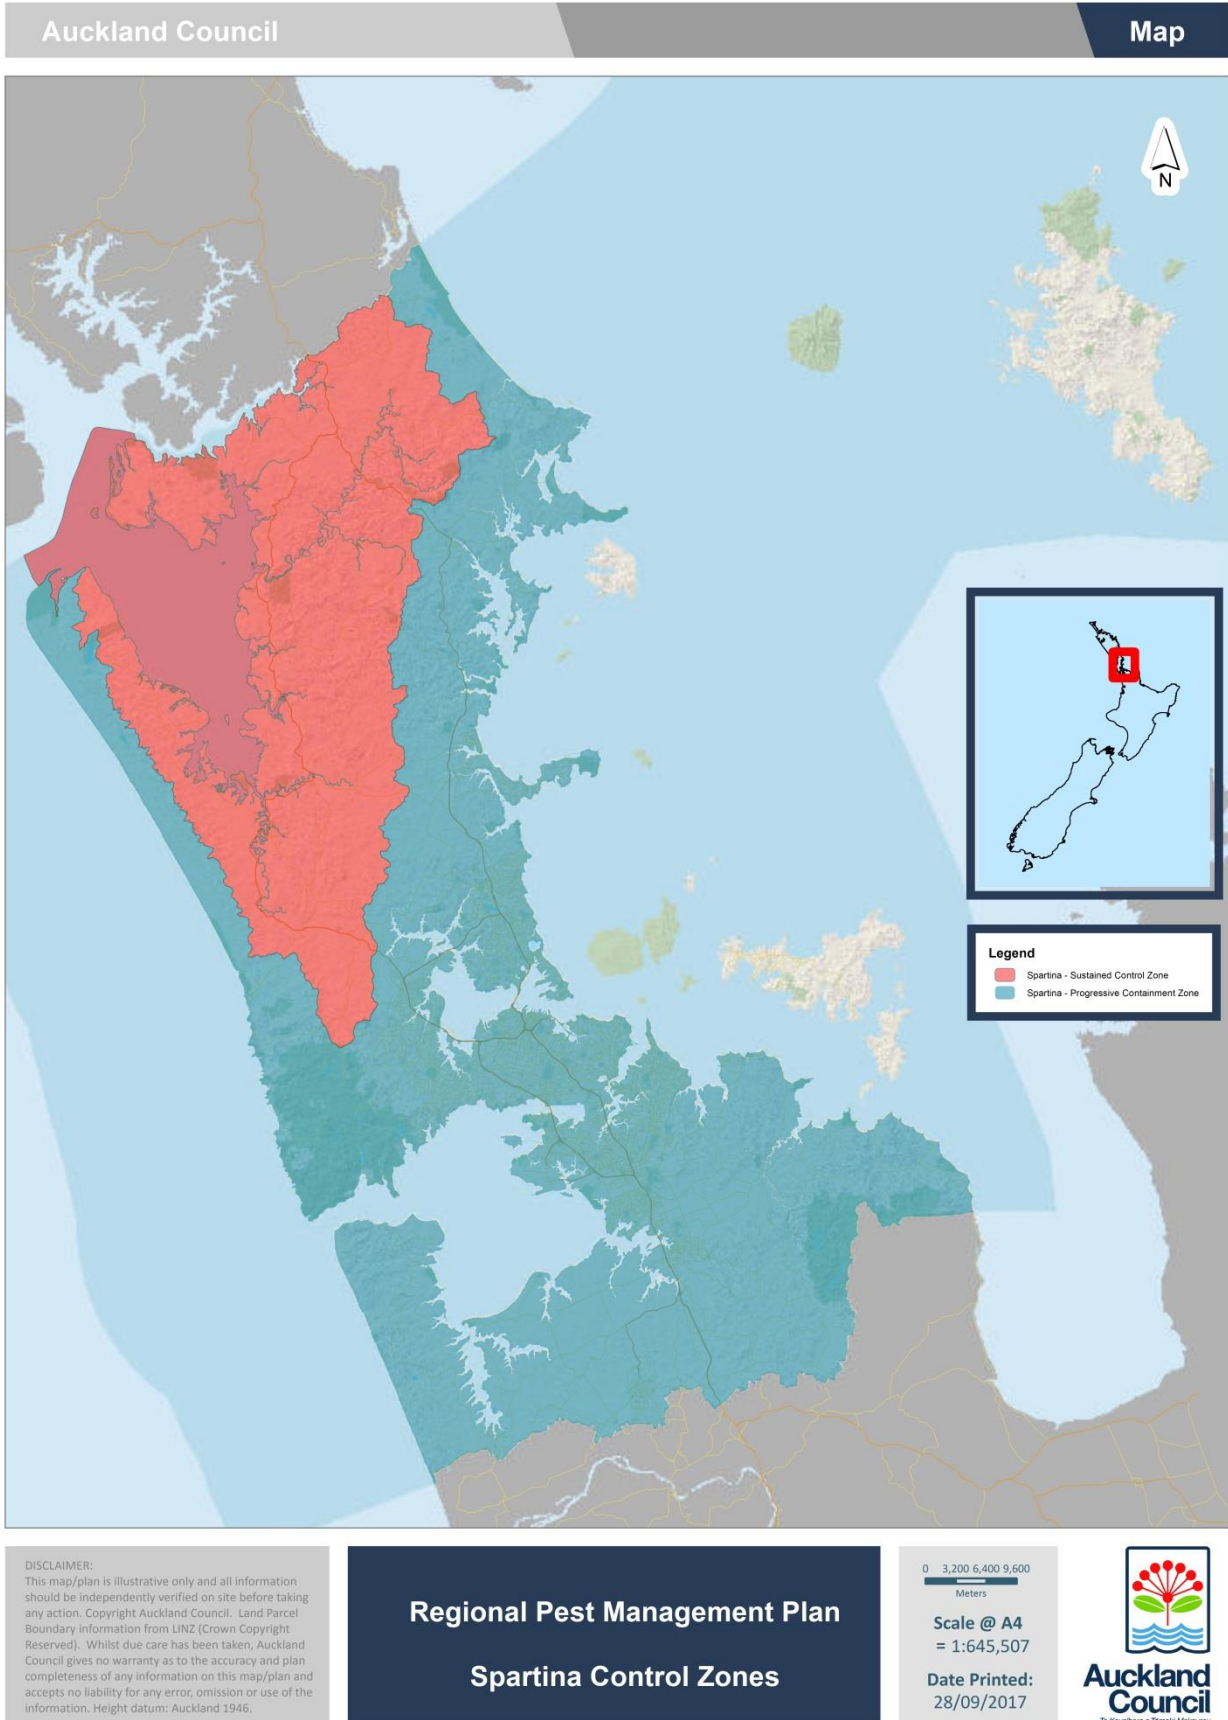 Auckland Council
Map
N
Legend
Spartina - Sustained Control Zone
Spartina - Progressive Containment Zone
DISCLAIMER:
This map/plan is illustrative only and all information
should be independently verified on site before taking
any action. Copyright Auckland Council. Land Parcel
Boundary information from LINZ (Crown Copyright
Reserved). Whilst due care has been taken, Auckland
Council gives no warranty as to the accuracy and plan
completeness of any information on this map/plan and
accepts no liability for any error, omission or use of the
information. Height datum: Auckland 1946.
Regional Pest Management Plan
Spartina Control Zones
0 3,200 6,400 9,600
Meters
Scale @ A4
= 1:645,507
Date Printed:
28/09/2017
Auckland
Council